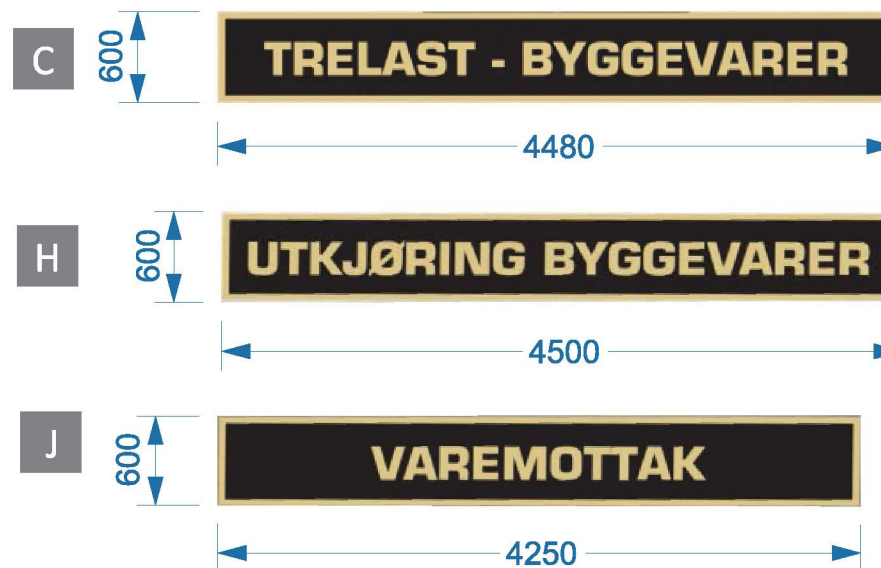 C
600
TRELAST - BYGGEVARER
4480
H
600
UTKJØRING BYGGEVARER
4500
J
600
VAREMOTTAK
4250